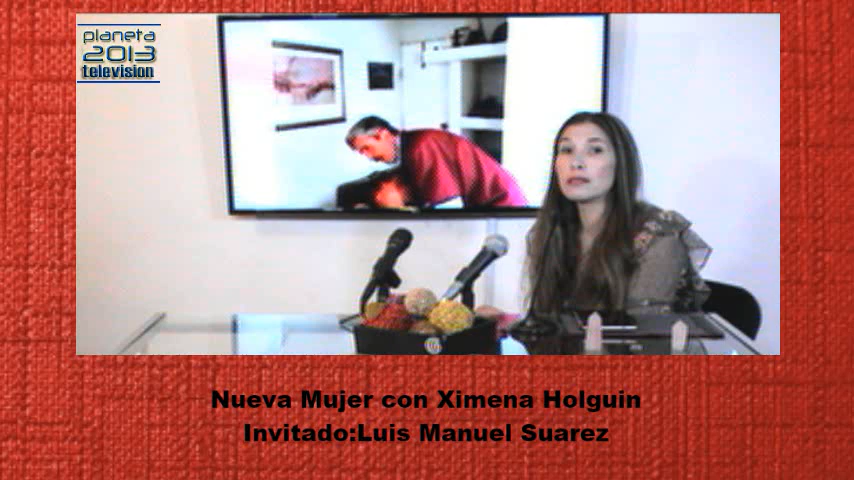 planeta
2013
television
Nueva Mujer con Ximena Holguin
Invitado:Luis Manuel Suarez